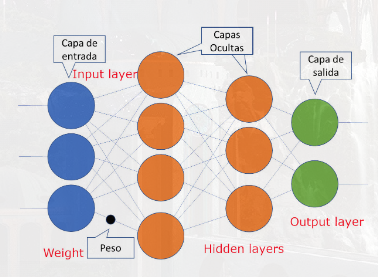 Capa de
entrada
Input layer
Capas
Ocultas
Capa de
salida
Weight
Peso
Hidden layers
Output layer